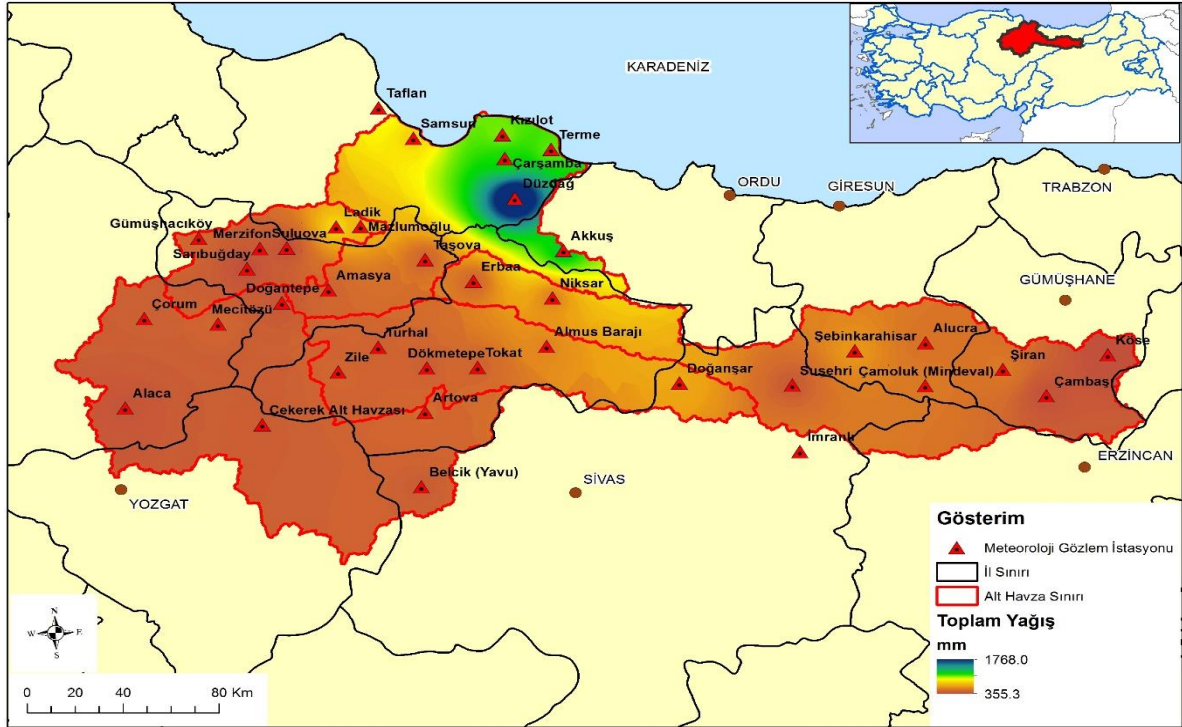 KARADENİZ
Taflan
Samsun
Kızılot
Terme
Çarşamba
Düzdağ
ORDU
GİRESUN
TRABZON
Ladik
Mazlumoğlu
Gümüşhacıköy
Merzifon
Suluova
Sarıbuğday
Taşova
Akkuş
Erbaa
Amasya
Niksar
Doğantepe
Çorum
Mecitözü
GÜMÜŞHANE
Turhal
Almus Barajı
Şebinkarahisar
Alucra
Köse
Zile
Dökmetepe
Tokat
Doğanşar
Suşehri
Çamoluk (Mindeval)
Şiran
Çambaşı
Alaca
Çekerek Alt Havzası
Artova
İmranlı
ERZİNCAN
Belcik (Yavu)
YOZGAT
SİVAS
Gösterim
Meteoroloji Gözlem İstasyonu
İl Sınırı
Alt Havza Sınırı
Toplam Yağış
mm
1768.0
355.3
N
W E
S
0 20 40 80 Km